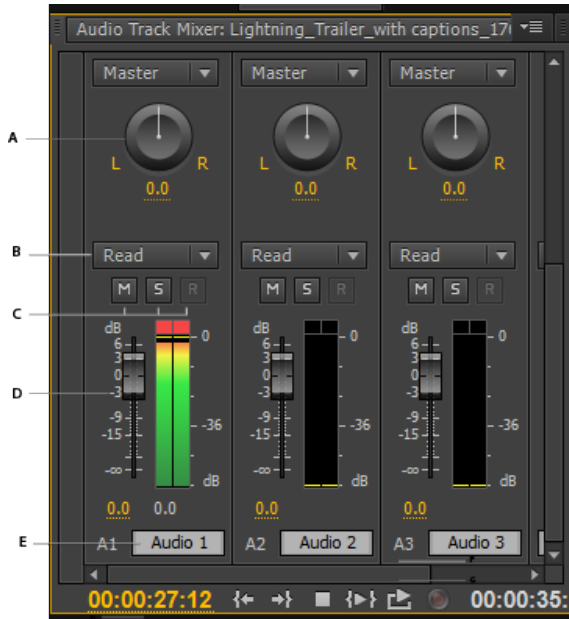 Audio Track Mixer: Lightning_Trailer_with captions_170
Master Master Master
A
L R L R L R
0.0 0.0 0.0
B
Read Read Read
M S R M S R M S R
C
dB dB dB
6 0 6 0 6 0
3 3 3
0 0 0
D
-3 -3 -3
-9 -36 -9 -36 -9 -36
-15 -15 -15
-∞ dB -∞ dB -∞ dB
0.0 0.0 0.0 0.0
E
A1 Audio 1 A2 Audio 2 A3 Audio 3
F
G
00:00:27:12 00:00:35: